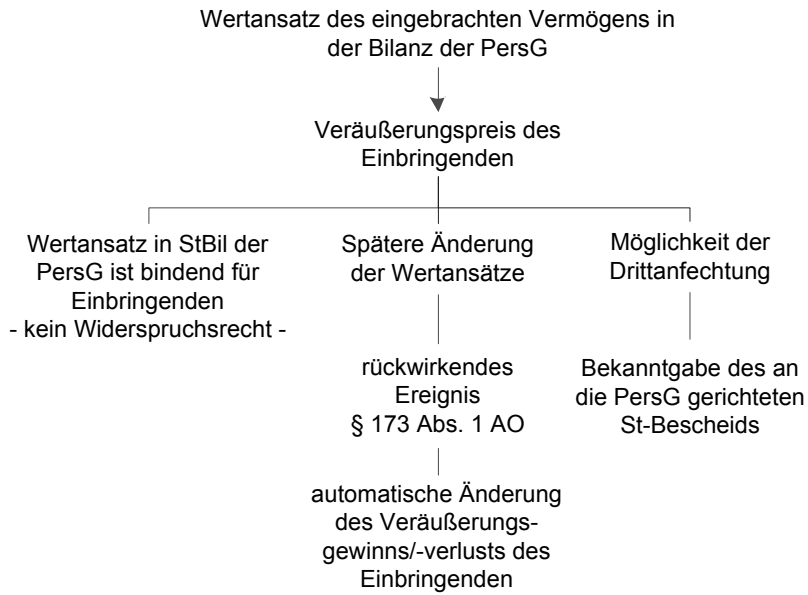 Wertansatz des eingebrachten Vermögens in
der Bilanz der PersG
Veräußerungspreis des
Einbringenden
Wertansatz in StBil der
PersG ist bindend für
Einbringenden
- kein Widerspruchsrecht -
Spätere Änderung
der Wertansätze
rückwirkendes
Ereignis
§ 173 Abs. 1 AO
automatische Änderung
des Veräußerungs-
gewinns/-verlusts des
Einbringenden
Möglichkeit der
Drittanfechtung
Bekanntgabe des an
die PersG gerichteten
St-Bescheids